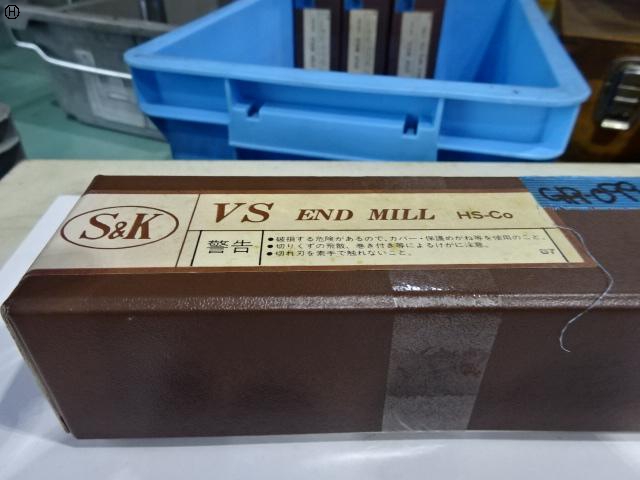 H
S&K
VS END MILL HS-Co
警告
• 破損する危険があるので、カバー・保護めがね等を使用のこと。
• 切りくずの飛散、巻き付き等によるけがに注意。
• 切れ刃を素手で触れないこと。